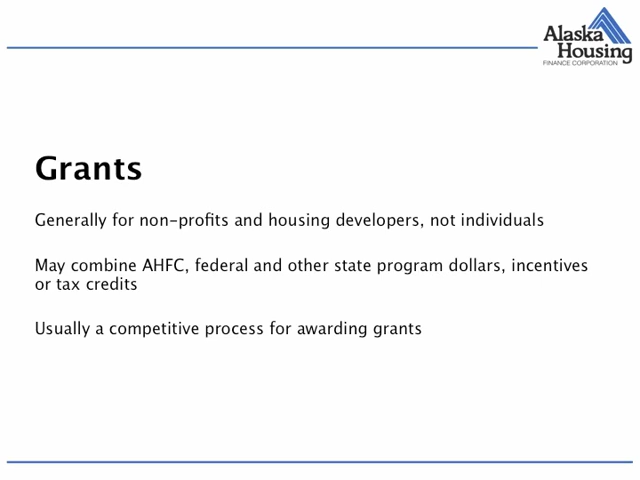 Alaska
Housing
FINANCE CORPORATION
Grants
Generally for non-profits and housing developers, not individuals
May combine AHFC, federal and other state program dollars, incentives
or tax credits
Usually a competitive process for awarding grants